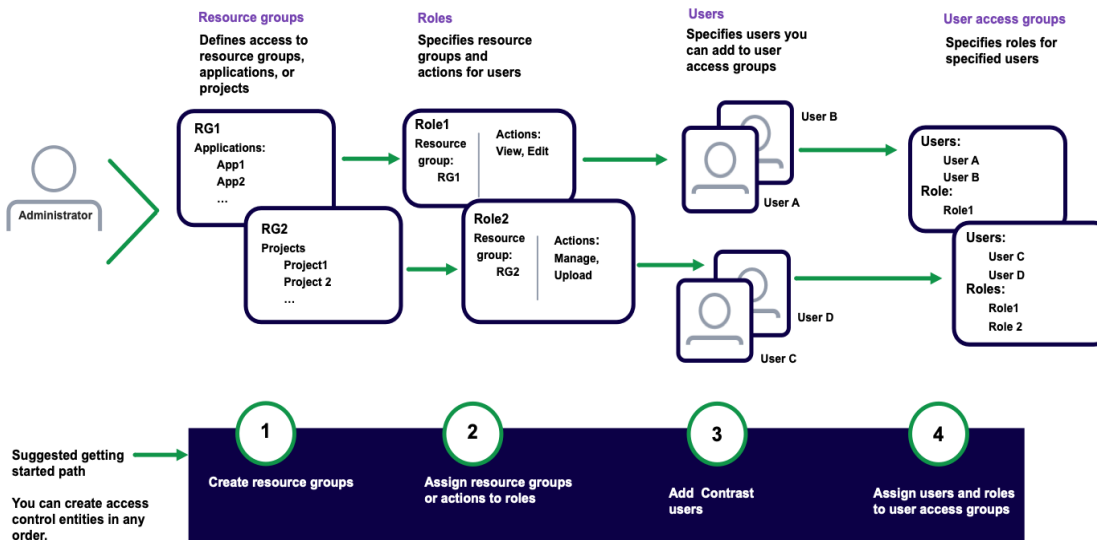 Resource groups
Defines access to
resource groups,
applications, or
projects
Roles
Specifies resource
groups and
actions for users
Users
Specifies users you
can add to user
access groups
User access groups
Specifies roles for
specified users
Administrator
RG1
Applications:
App1
App2
...
RG2
Projects
Project1
Project 2
...
Role1
Resource
group:
RG1
Actions:
View, Edit
Role2
Resource
group:
RG2
Actions:
Manage,
Upload
User B
User A
User D
User C
Users:
User A
User B
Role:
Role1
Users:
User C
User D
Roles:
Role1
Role 2
Suggested getting
started path
You can create access
control entities in any
order.
1
Create resource groups
2
Assign resource groups
or actions to roles
3
Add Contrast
users
4
Assign users and roles
to user access groups